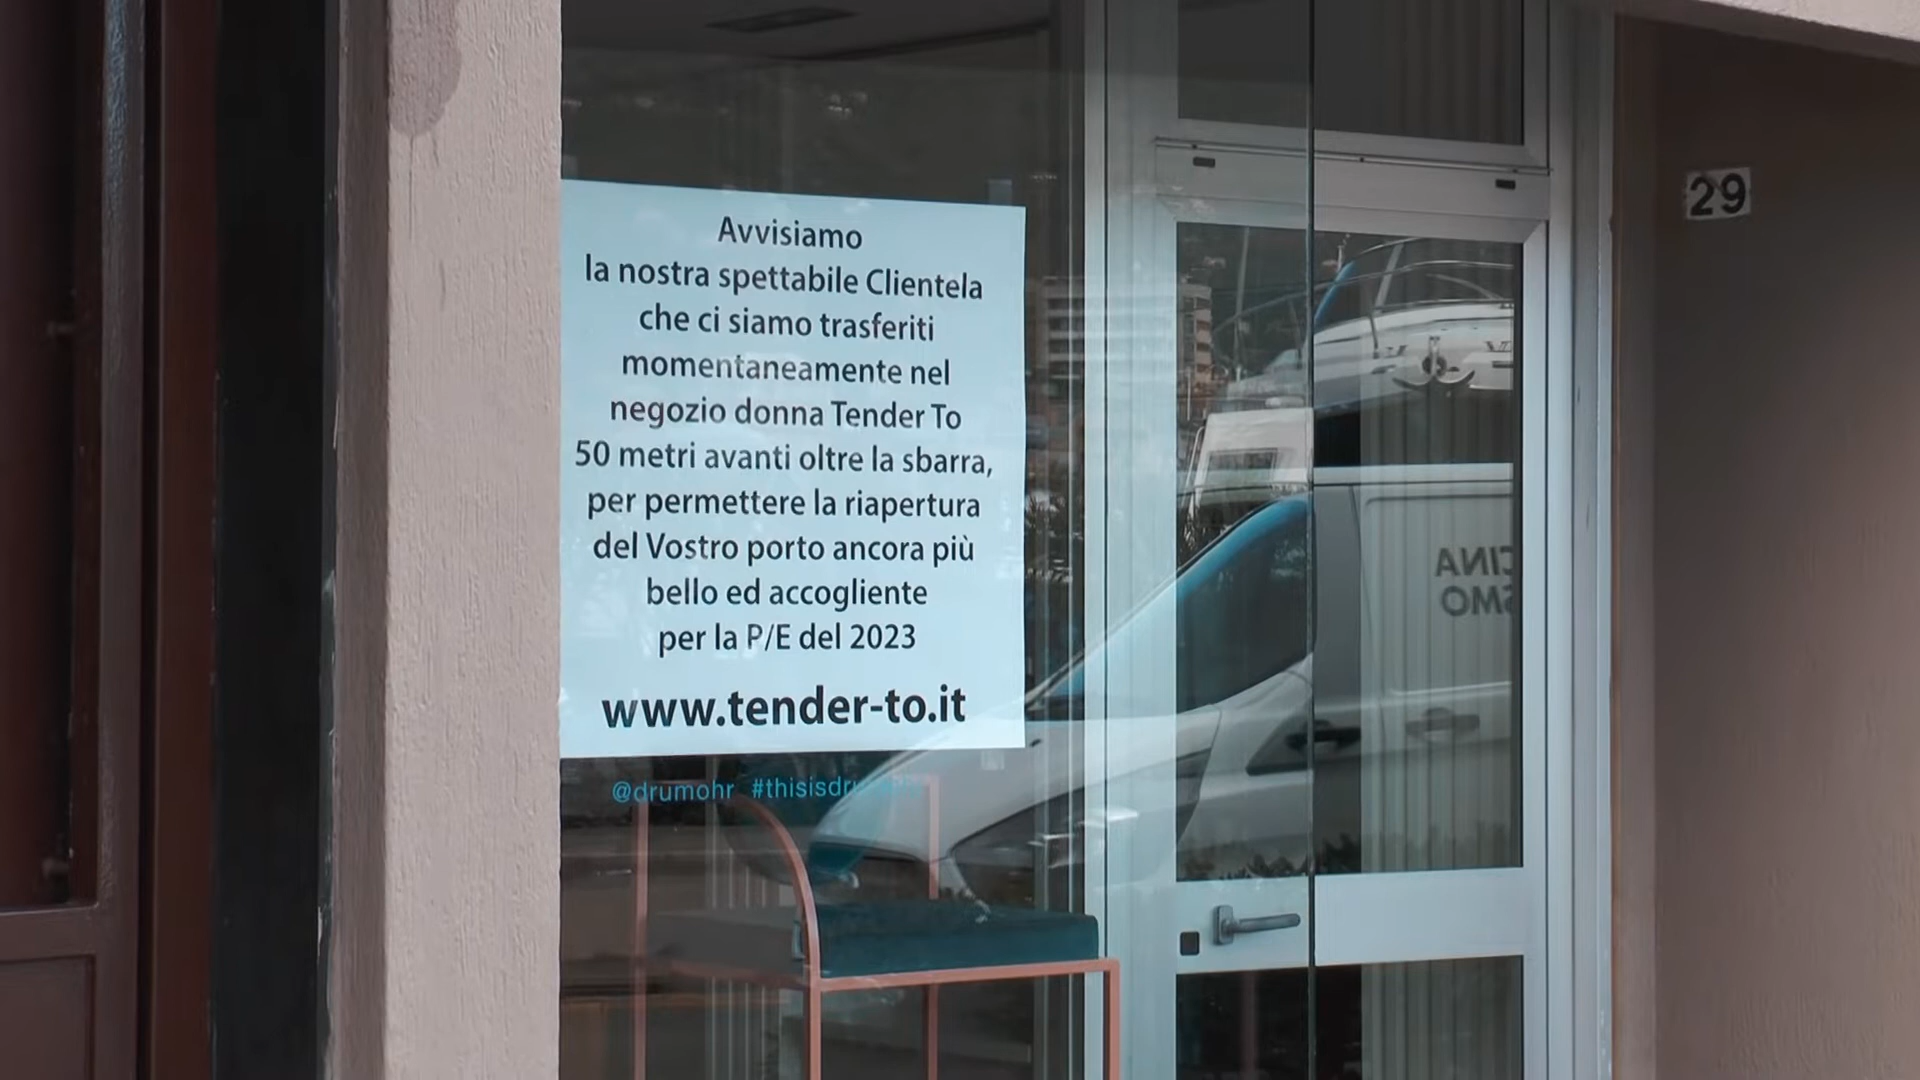 Avvisiamo
la nostra spettabile Clientela
che ci siamo trasferiti
momentaneamente nel
negozio donna Tender To
50 metri avanti oltre la sbarra,
per permettere la riapertura
del Vostro porto ancora più
bello ed accogliente
per la P/E del 2023
www.tender-to.it
@drumohr
29